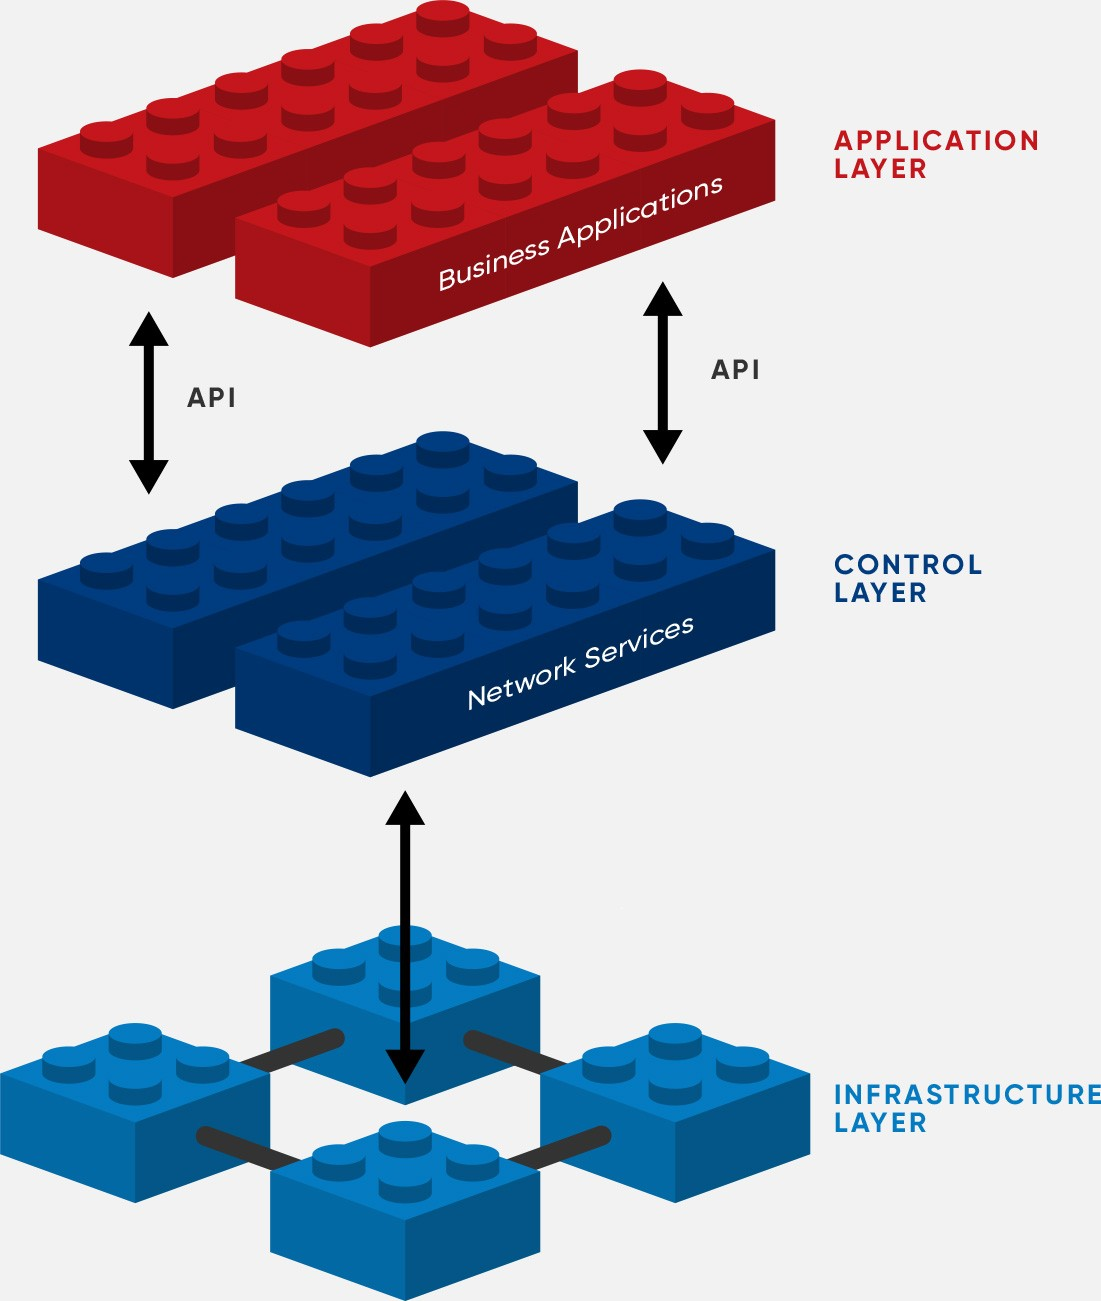 APPLICATION
LAYER
Business Applications
API
API
CONTROL
LAYER
Network Services
INFRASTRUCTURE
LAYER